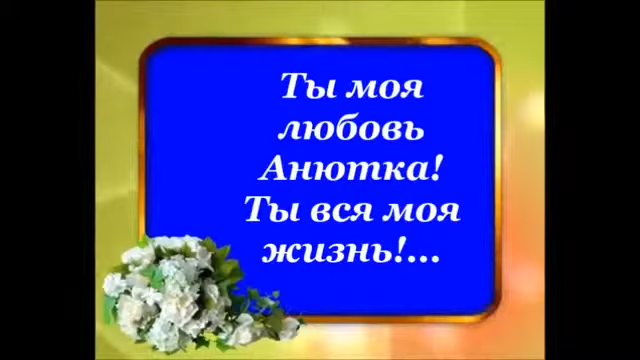 Ты моя
любовь
Анютка!
Ты вся моя
жизнь!...